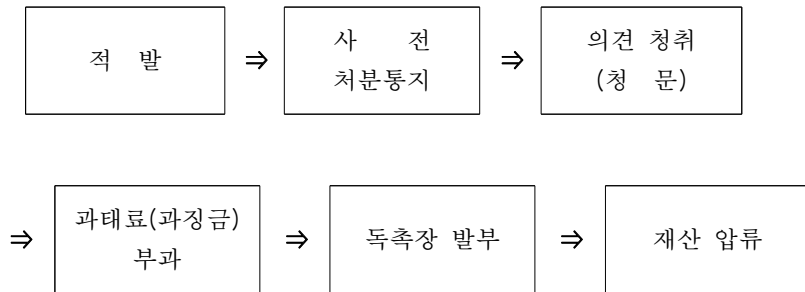 적 발 ⇒ 사 전 ⇒ 의견 청취
처분통지 (청 문)
⇒ 과태료(과징금) ⇒ 독촉장 발부 ⇒ 재산 압류
부과